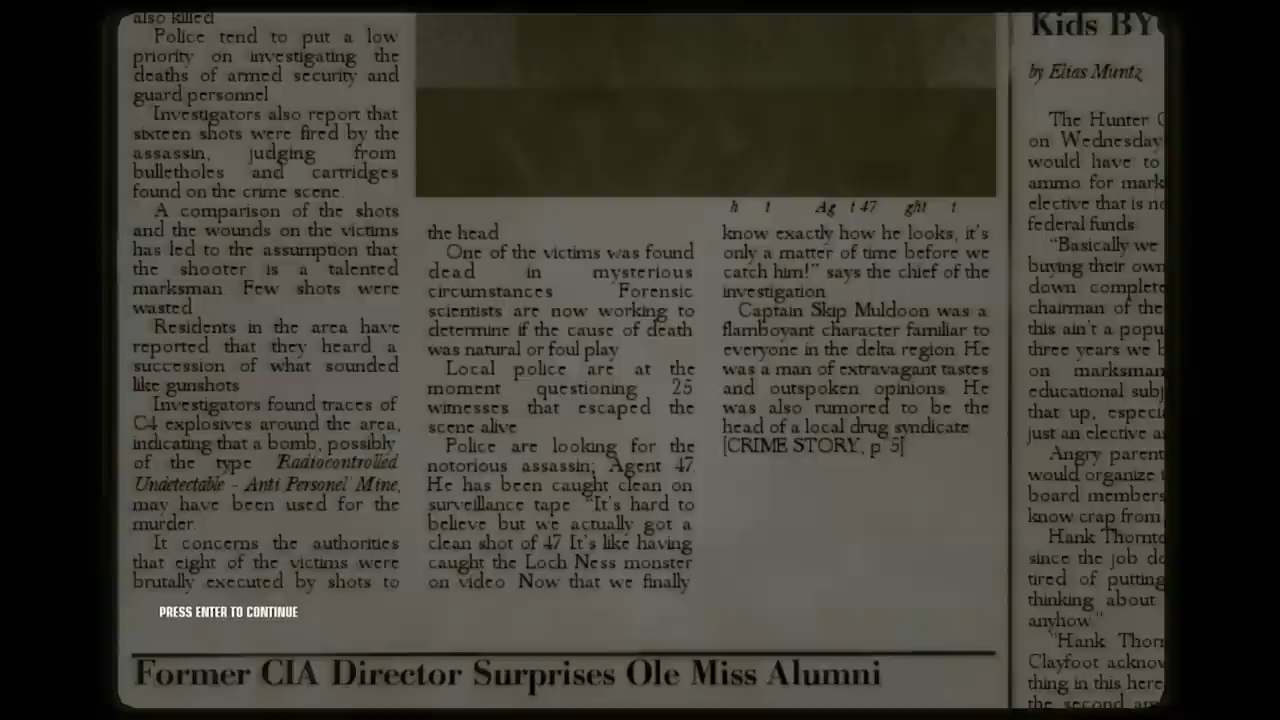 also killed
Police tend to put a low
priority on investigating the
deaths of armed security and
guard personnel
Investigators also report that
sixteen shots were fired by the
assassin, judging from
bulletholes and cartridges
found on the crime scene.
A comparison of the shots
and the wounds on the victims
has led to the assumption that
the shooter is a talented
marksman. Few shots were
wasted
Residents in the area have
reported that they heard a
succession of what sounded
like gunshots
Investigators found traces of
C4 explosives around the area,
indicating that a bomb, possibly
of the type 'Radiocontrolled
Undetectable - Anti Personel' Mine,
may have been used for the
murder.
It concerns the authorities
that eight of the victims were
brutally executed by shots to
the head
One of the victims was found
dead in mysterious
circumstances Forensic
scientists are now working to
determine if the cause of death
was natural or foul play
Local police are at the
moment questioning 25
witnesses that escaped the
scene alive
Police are looking for the
notorious assassin; Agent 47.
He has been caught clean on
surveillance tape "It's hard to
believe but we actually got a
clean shot of 47 It's like having
caught the Loch Ness monster
on video Now that we finally
h t Ag t 47 ght t
know exactly how he looks, it's
only a matter of time before we
catch him!" says the chief of the
investigation
Captain Skip Muldoon was a
flamboyant character familiar to
everyone in the delta region. He
was a man of extravagant tastes
and outspoken opinions. He
was also rumored to be the
head of a local drug syndicate
[CRIME STORY, p 5]
Kids BY
by Elias Muntz
The Hunter
on Wednesday
would have to
ammo for mark
elective that is no
federal funds
"Basically we
buying their own
down complete
chairman of the
this ain't a popu
three years we b
on marksman
educational subj
that up, especi
just an elective a
Angry parent
would organize
board members
know crap from
Hank Thornto
since the job do
tired of putting
thinking about
anyhow."
"Hank Thorn
Clayfoot acknow
thing in this here
the second am
PRESS ENTER TO CONTINUE
Former CIA Director Surprises Ole Miss Alumni